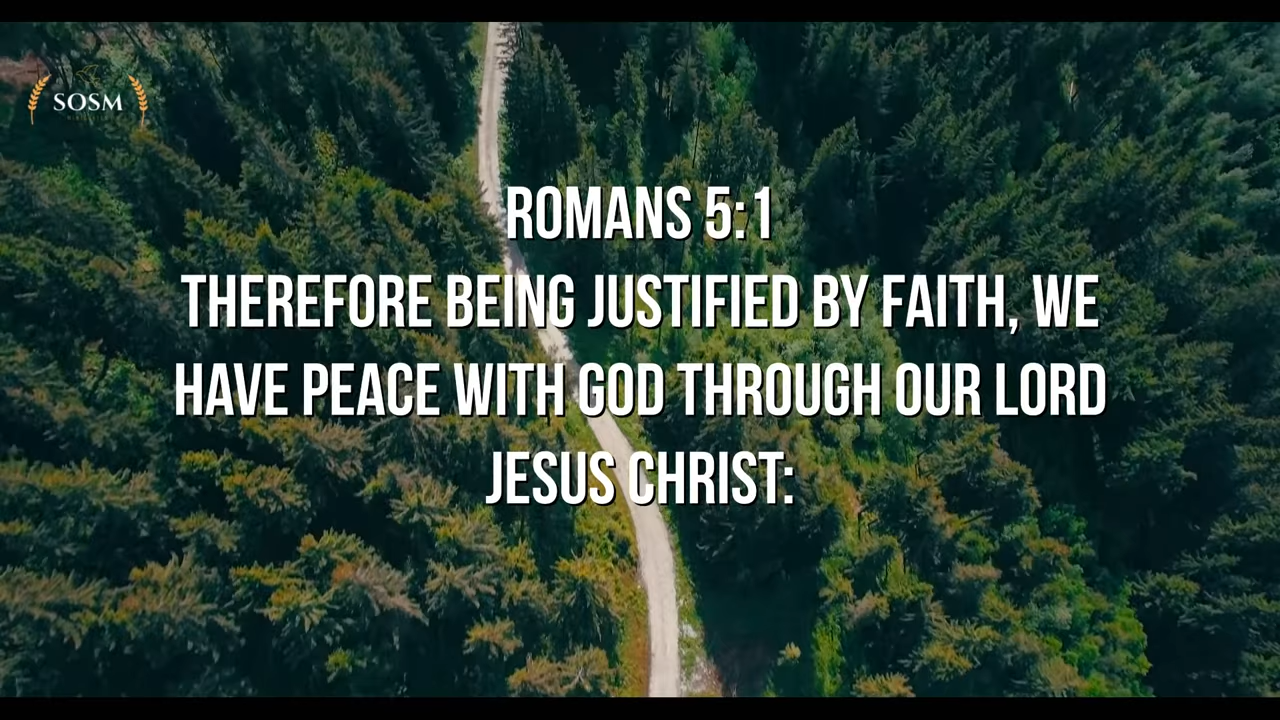 SOSM
ROMANS 5:1
THEREFORE BEING JUSTIFIED BY FAITH, WE
HAVE PEACE WITH GOD THROUGH OUR LORD
JESUS CHRIST: